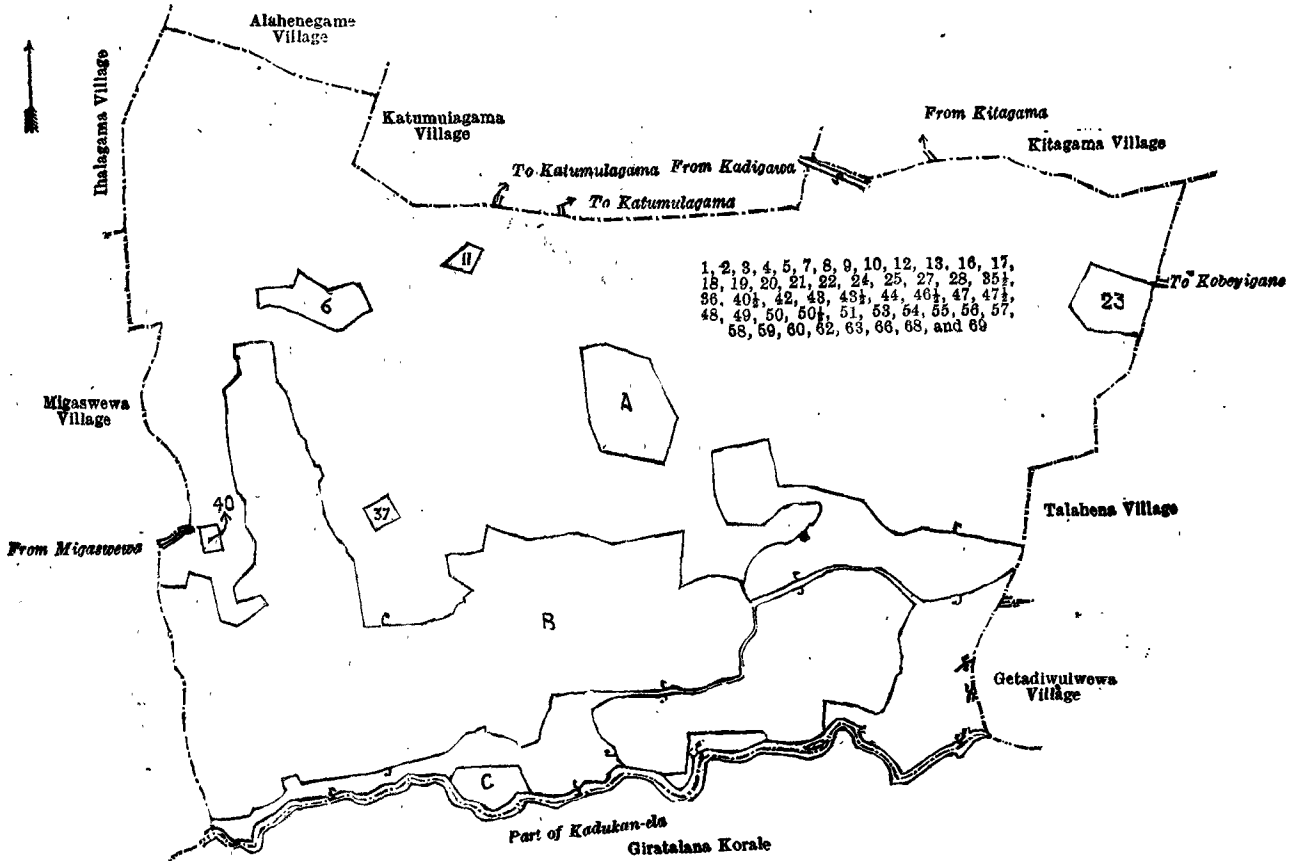 Alahenegame
Village
Ihalagama Village
Katumulagama
Village
From Kitagama
Kitagama Village
To Katumulagama From Kadigawa
To Katumulagama
11
6
1, 2, 3, 4, 5, 7, 8, 9, 10, 12, 13, 16, 17,
18, 19, 20, 21, 22, 24, 25, 27, 28, 35½,
36, 40½, 42, 43, 43½, 44, 46½, 47, 47½,
48, 49, 50, 50½, 51, 53, 54, 55, 56, 57,
58, 59, 60, 62, 63, 66, 68, and 69
23
To Kobeyigane
Migaswewa
Village
A
40
37
From Migaswewa
Talahena Village
B
Getadiwulwewa
Village
C
Part of Kadukan-ela
Giratalana Korale